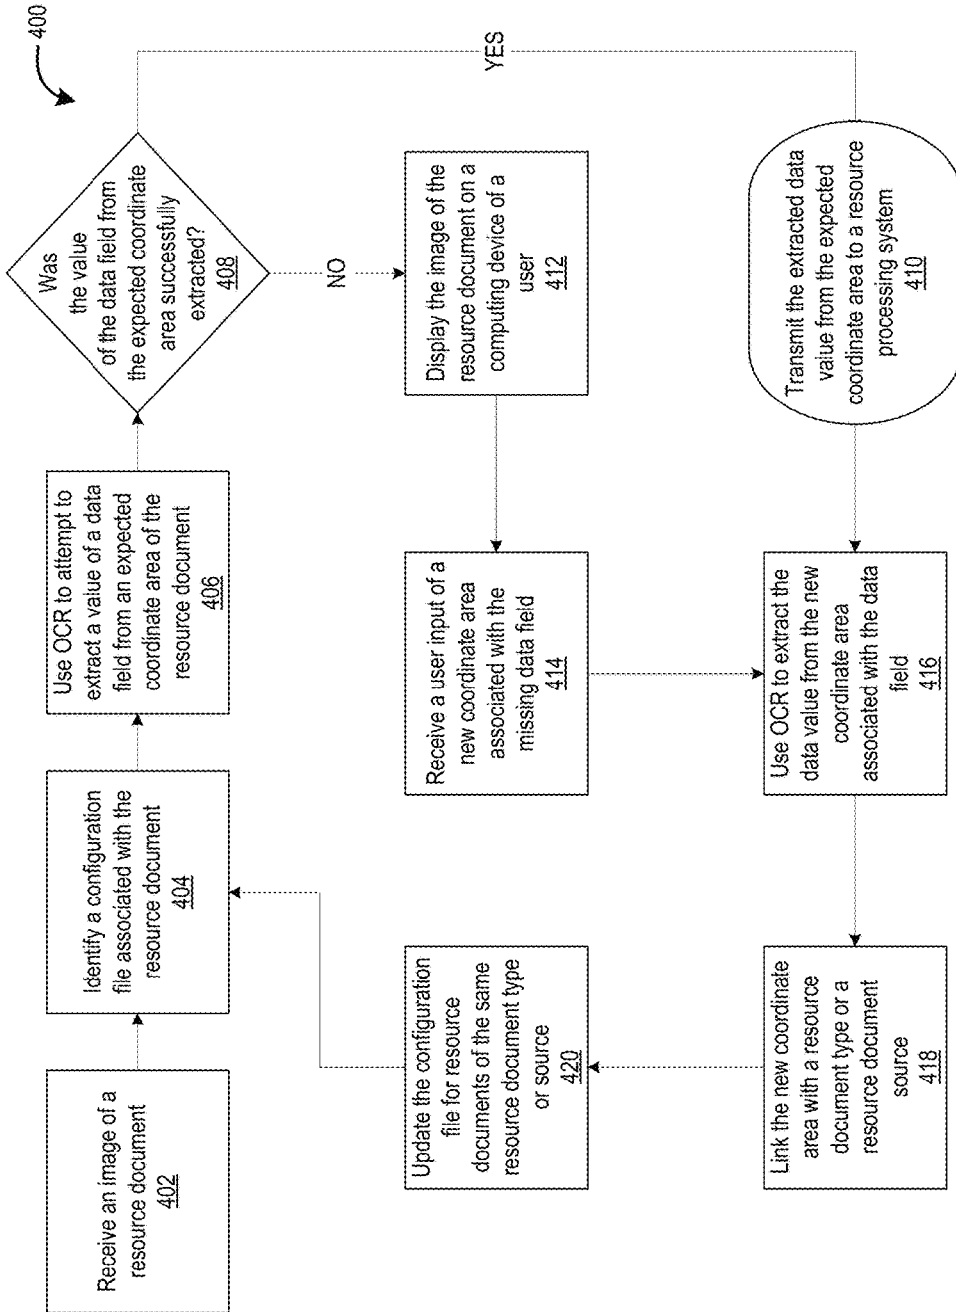 400
Receive an image of a
resource document
402
Identify a configuration
file associated with the
resource document
404
Use OCR to attempt to
extract a value of a data
field from an expected
coordinate area of the
resource document
406
Was
the value
of the data field from
the expected coordinate
area successfully
extracted?
408
YES
NO
Update the configuration
file for resource
documents of the same
resource document type
or source
420
Receive a user input of a
new coordinate area
associated with the
missing data field
414
Display the image of the
resource document on a
computing device of a
user
412
Link the new coordinate
area with a resource
document type or a
resource document
source
418
Use OCR to extract the
data value from the new
coordinate area
associated with the data
field
416
Transmit the extracted data
value from the expected
coordinate area to a resource
processing system
410